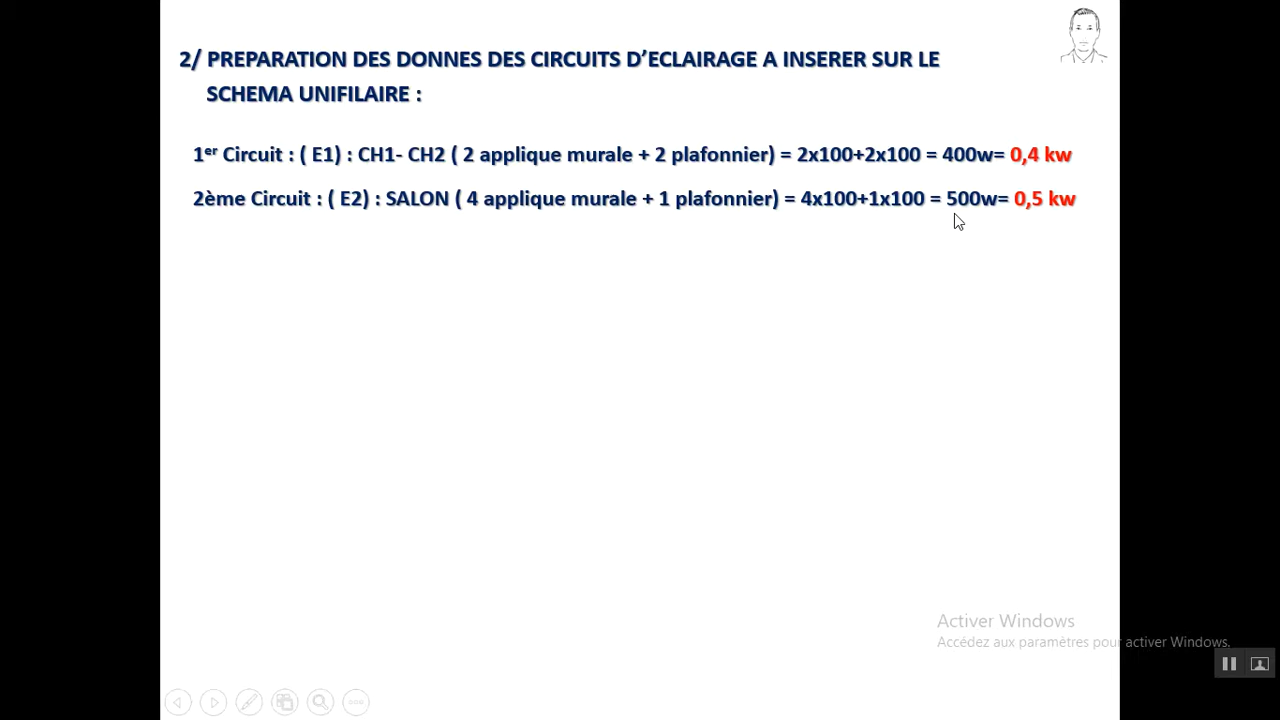 2/ PREPARATION DES DONNES DES CIRCUITS D’ECLAIRAGE A INSERER SUR LE
SCHEMA UNIFILAIRE :
1er Circuit : ( E1) : CH1- CH2 ( 2 applique murale + 2 plafonnier) = 2x100+2x100 = 400w= 0,4 kw
2ème Circuit : ( E2) : SALON ( 4 applique murale + 1 plafonnier) = 4x100+1x100 = 500w= 0,5 kw
Activer Windows
Accédez aux paramètres pour activer Windows.